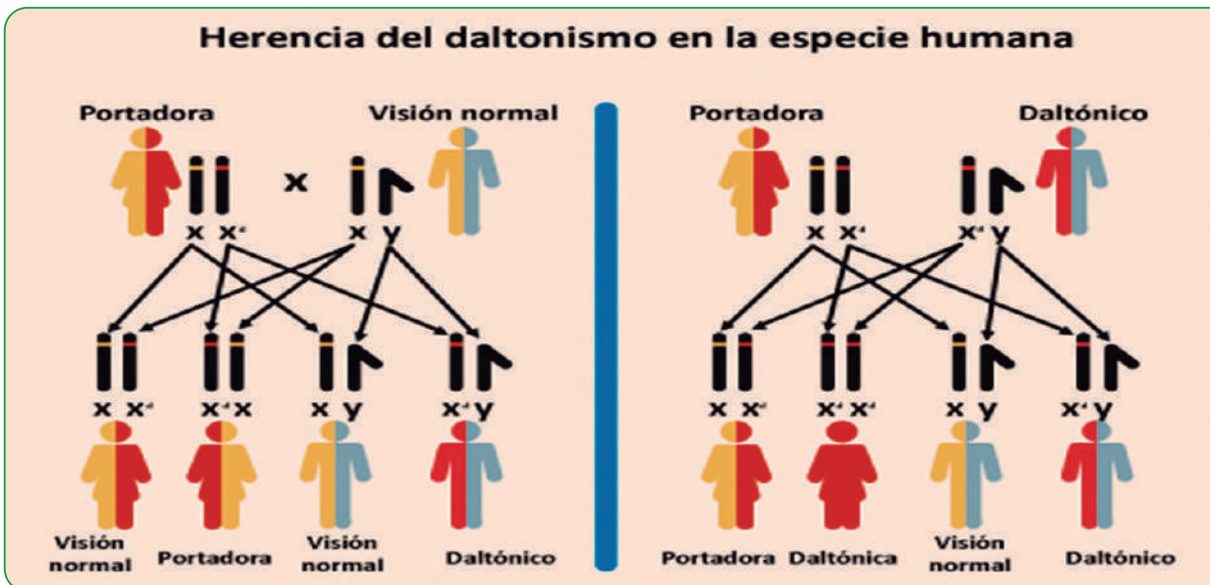 Herencia del daltonismo en la especie humana
Portadora
Visión normal
x
x xᵈ
x y
x xᵈ
xᵈ x
x y
xᵈ y
Visión normal
Portadora
Visión normal
Daltónico
Portadora
Daltónico
x xᵈ
xᵈ y
x xᵈ
xᵈ xᵈ
x y
xᵈ y
Portadora
Daltónica
Visión normal
Daltónico